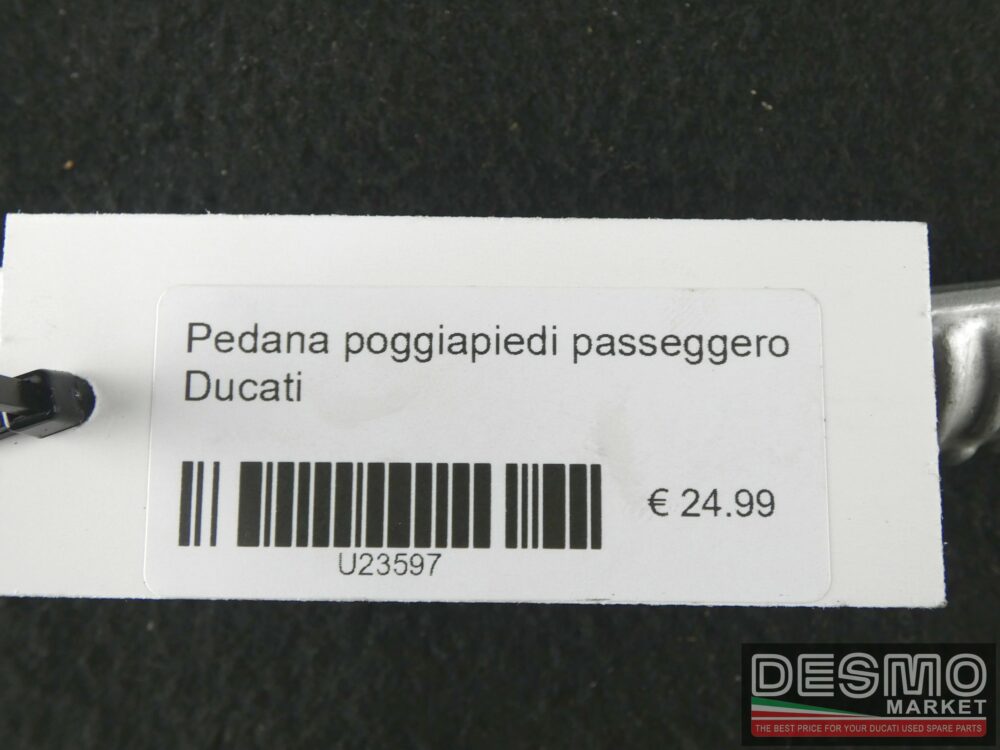 Pedana poggiapiedi passeggero
Ducati
€ 24.99
U23597
DESMO
MARKET
THE BEST PRICE FOR YOUR DUCATI USED SPARE PARTS